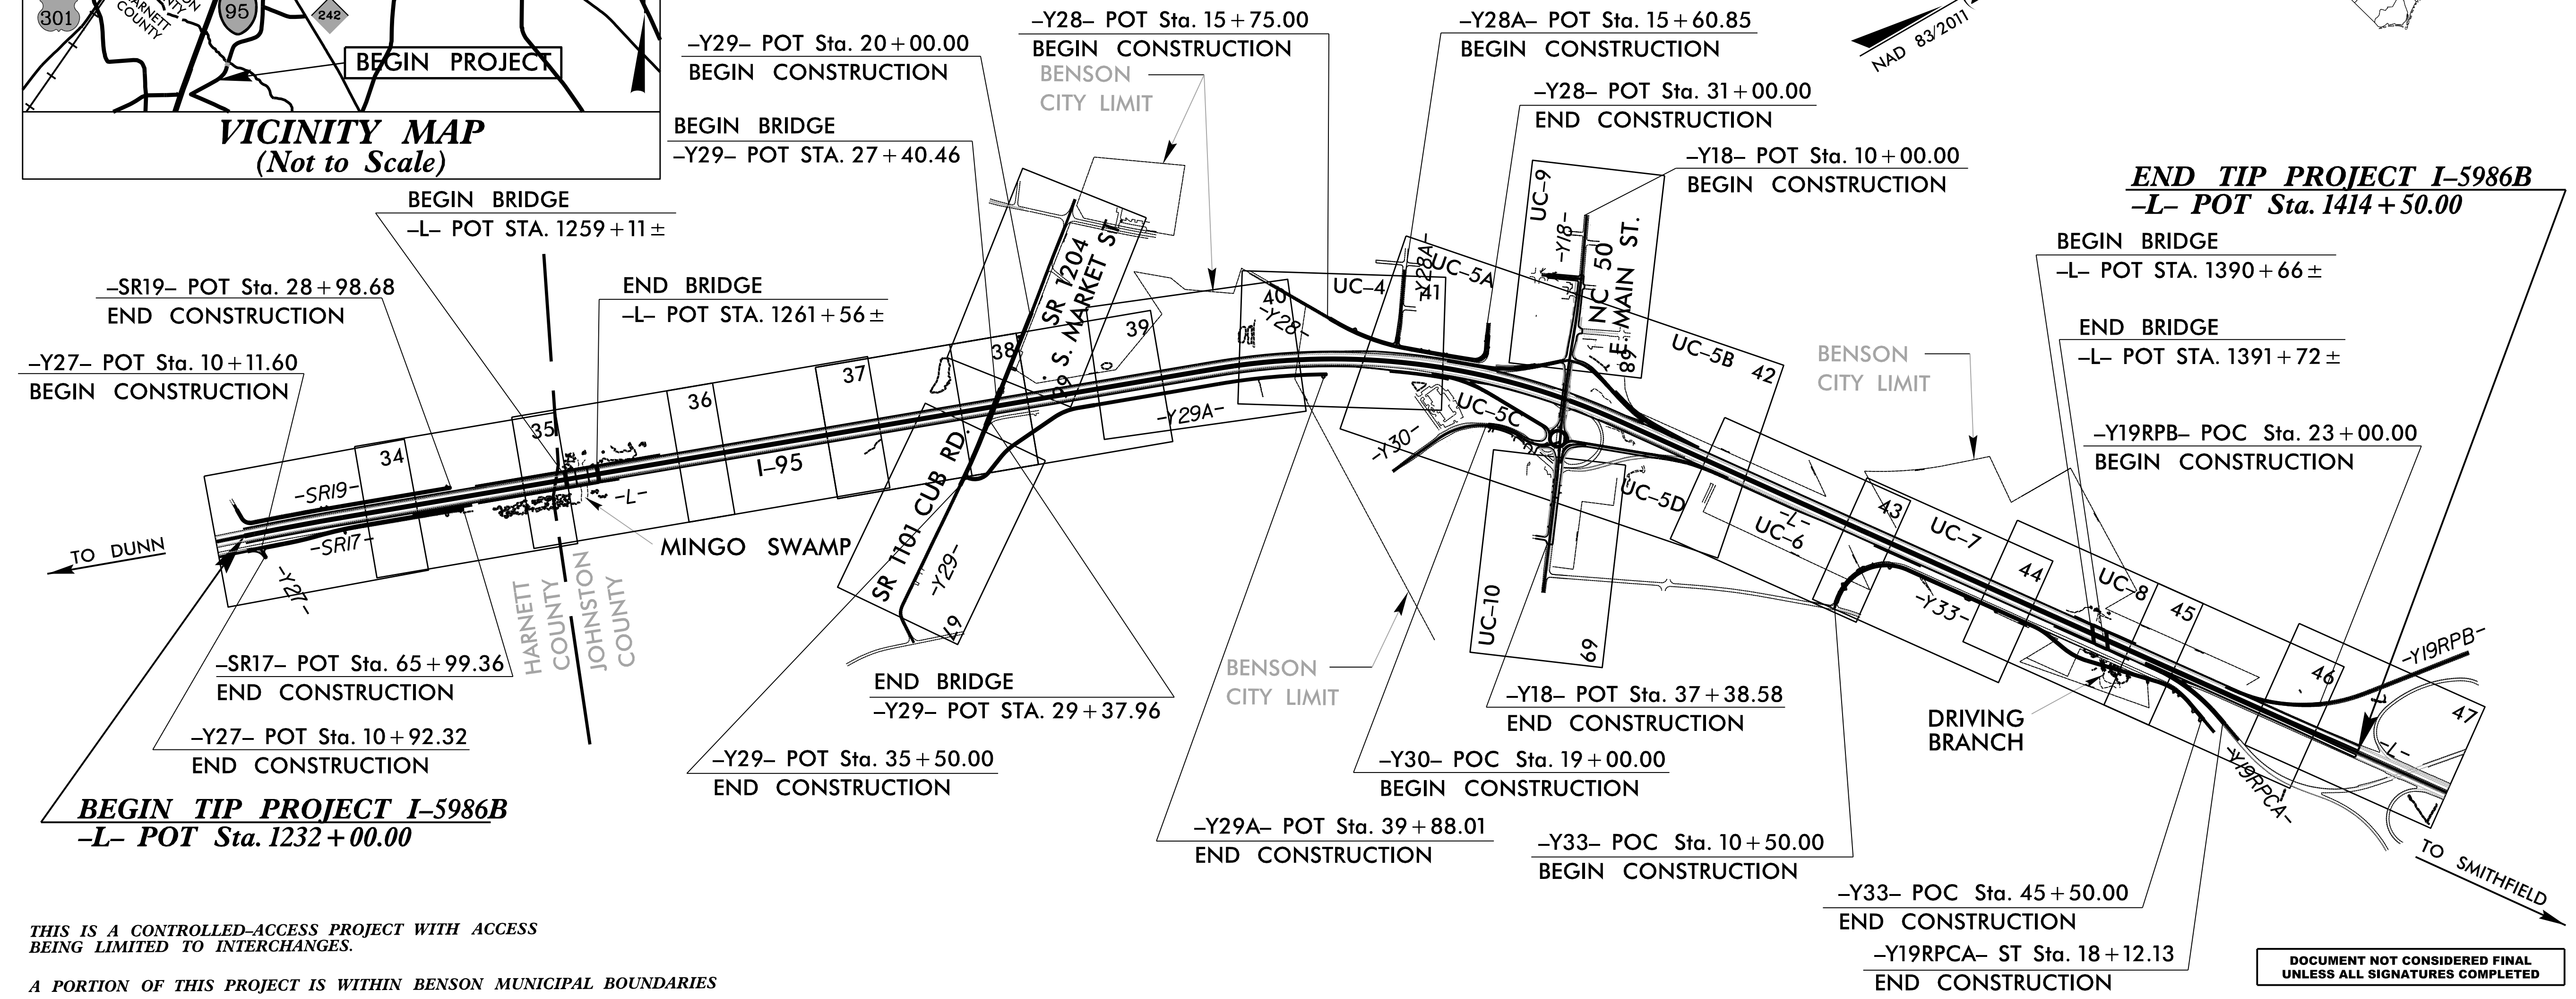 301
95
242
HARNETT
COUNTY
BEGIN PROJECT
VICINITY MAP
(Not to Scale)
NAD 83/2011
–Y29– POT Sta. 20+00.00
BEGIN CONSTRUCTION
–Y28– POT Sta. 15+75.00
BEGIN CONSTRUCTION
–Y28A– POT Sta. 15+60.85
BEGIN CONSTRUCTION
BENSON
CITY LIMIT
–Y28– POT Sta. 31+00.00
END CONSTRUCTION
BEGIN BRIDGE
–Y29– POT STA. 27+40.46
–Y18– POT Sta. 10+00.00
BEGIN CONSTRUCTION
END TIP PROJECT I–5986B
–L– POT Sta. 1414+50.00
BEGIN BRIDGE
–L– POT STA. 1259+11±
BEGIN BRIDGE
–L– POT STA. 1390+66±
–SR19– POT Sta. 28+98.68
END CONSTRUCTION
END BRIDGE
–L– POT STA. 1261+56±
END BRIDGE
–L– POT STA. 1391+72±
–Y27– POT Sta. 10+11.60
BEGIN CONSTRUCTION
BENSON
CITY LIMIT
–Y19RPB– POC Sta. 23+00.00
BEGIN CONSTRUCTION
SR 1204
S. MARKET ST.
UC–9
–Y18–
NC 50
E. MAIN ST.
68
UC–4
–Y28A–
UC–5A
41
40
–Y28–
39
38
37
36
35
34
UC–5B
42
UC–5C
–Y29A–
–Y30–
I–95
–L–
–SR19–
–SR17–
–Y27–
TO DUNN
MINGO SWAMP
SR 1101 CUB RD.
–Y29–
67
HARNETT
COUNTY
JOHNSTON
COUNTY
UC–5D
–L–
UC–6
43
UC–7
44
UC–8
45
–Y33–
46
47
–Y19RPB–
–L–
–Y19RPCA–
UC–10
69
DRIVING
BRANCH
BENSON
CITY LIMIT
–SR17– POT Sta. 65+99.36
END CONSTRUCTION
END BRIDGE
–Y29– POT STA. 29+37.96
–Y18– POT Sta. 37+38.58
END CONSTRUCTION
–Y27– POT Sta. 10+92.32
END CONSTRUCTION
–Y29– POT Sta. 35+50.00
END CONSTRUCTION
–Y30– POC Sta. 19+00.00
BEGIN CONSTRUCTION
BEGIN TIP PROJECT I–5986B
–L– POT Sta. 1232+00.00
–Y29A– POT Sta. 39+88.01
END CONSTRUCTION
–Y33– POC Sta. 10+50.00
BEGIN CONSTRUCTION
–Y33– POC Sta. 45+50.00
END CONSTRUCTION
–Y19RPCA– ST Sta. 18+12.13
END CONSTRUCTION
TO SMITHFIELD
THIS IS A CONTROLLED–ACCESS PROJECT WITH ACCESS
BEING LIMITED TO INTERCHANGES.
A PORTION OF THIS PROJECT IS WITHIN BENSON MUNICIPAL BOUNDARIES
DOCUMENT NOT CONSIDERED FINAL
UNLESS ALL SIGNATURES COMPLETED